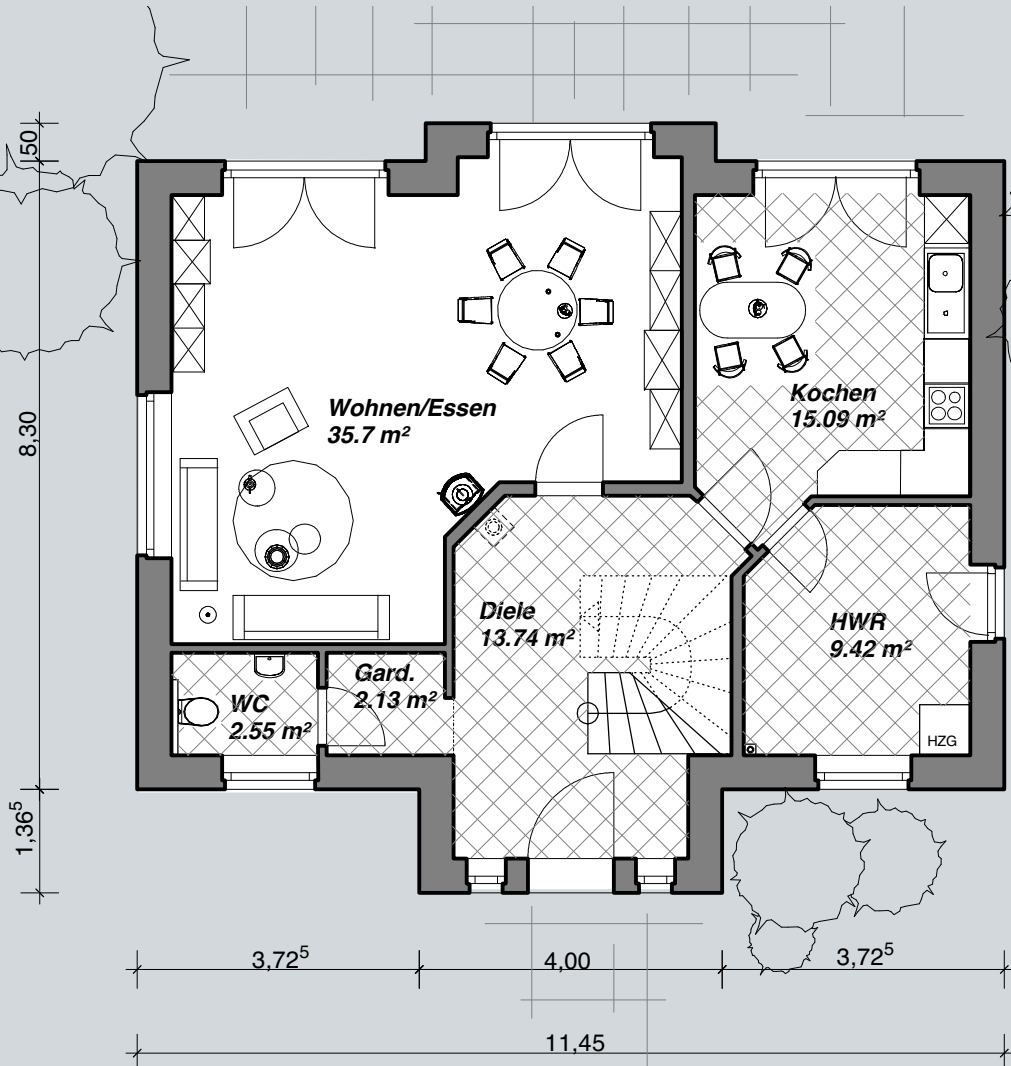 50
8,30
1,36⁵
Wohnen/Essen
35.7 m²
Kochen
15.09 m²
Diele
13.74 m²
HWR
9.42 m²
Gard.
2.13 m²
WC
2.55 m²
HZG
3,72⁵
4,00
3,72⁵
11,45